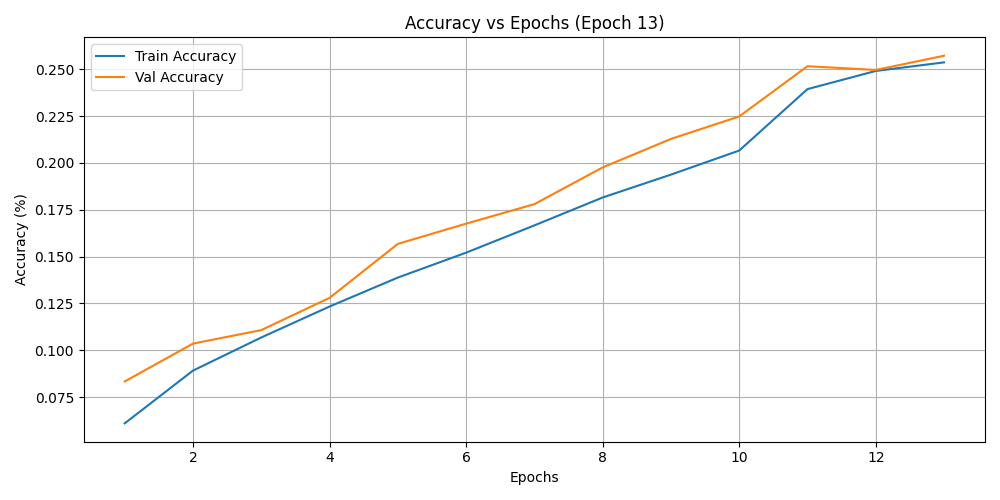 Accuracy vs Epochs (Epoch 13)
Train Accuracy
Val Accuracy
Accuracy (%)
0.250
0.225
0.200
0.175
0.150
0.125
0.100
0.075
2 4 6 8 10 12
Epochs